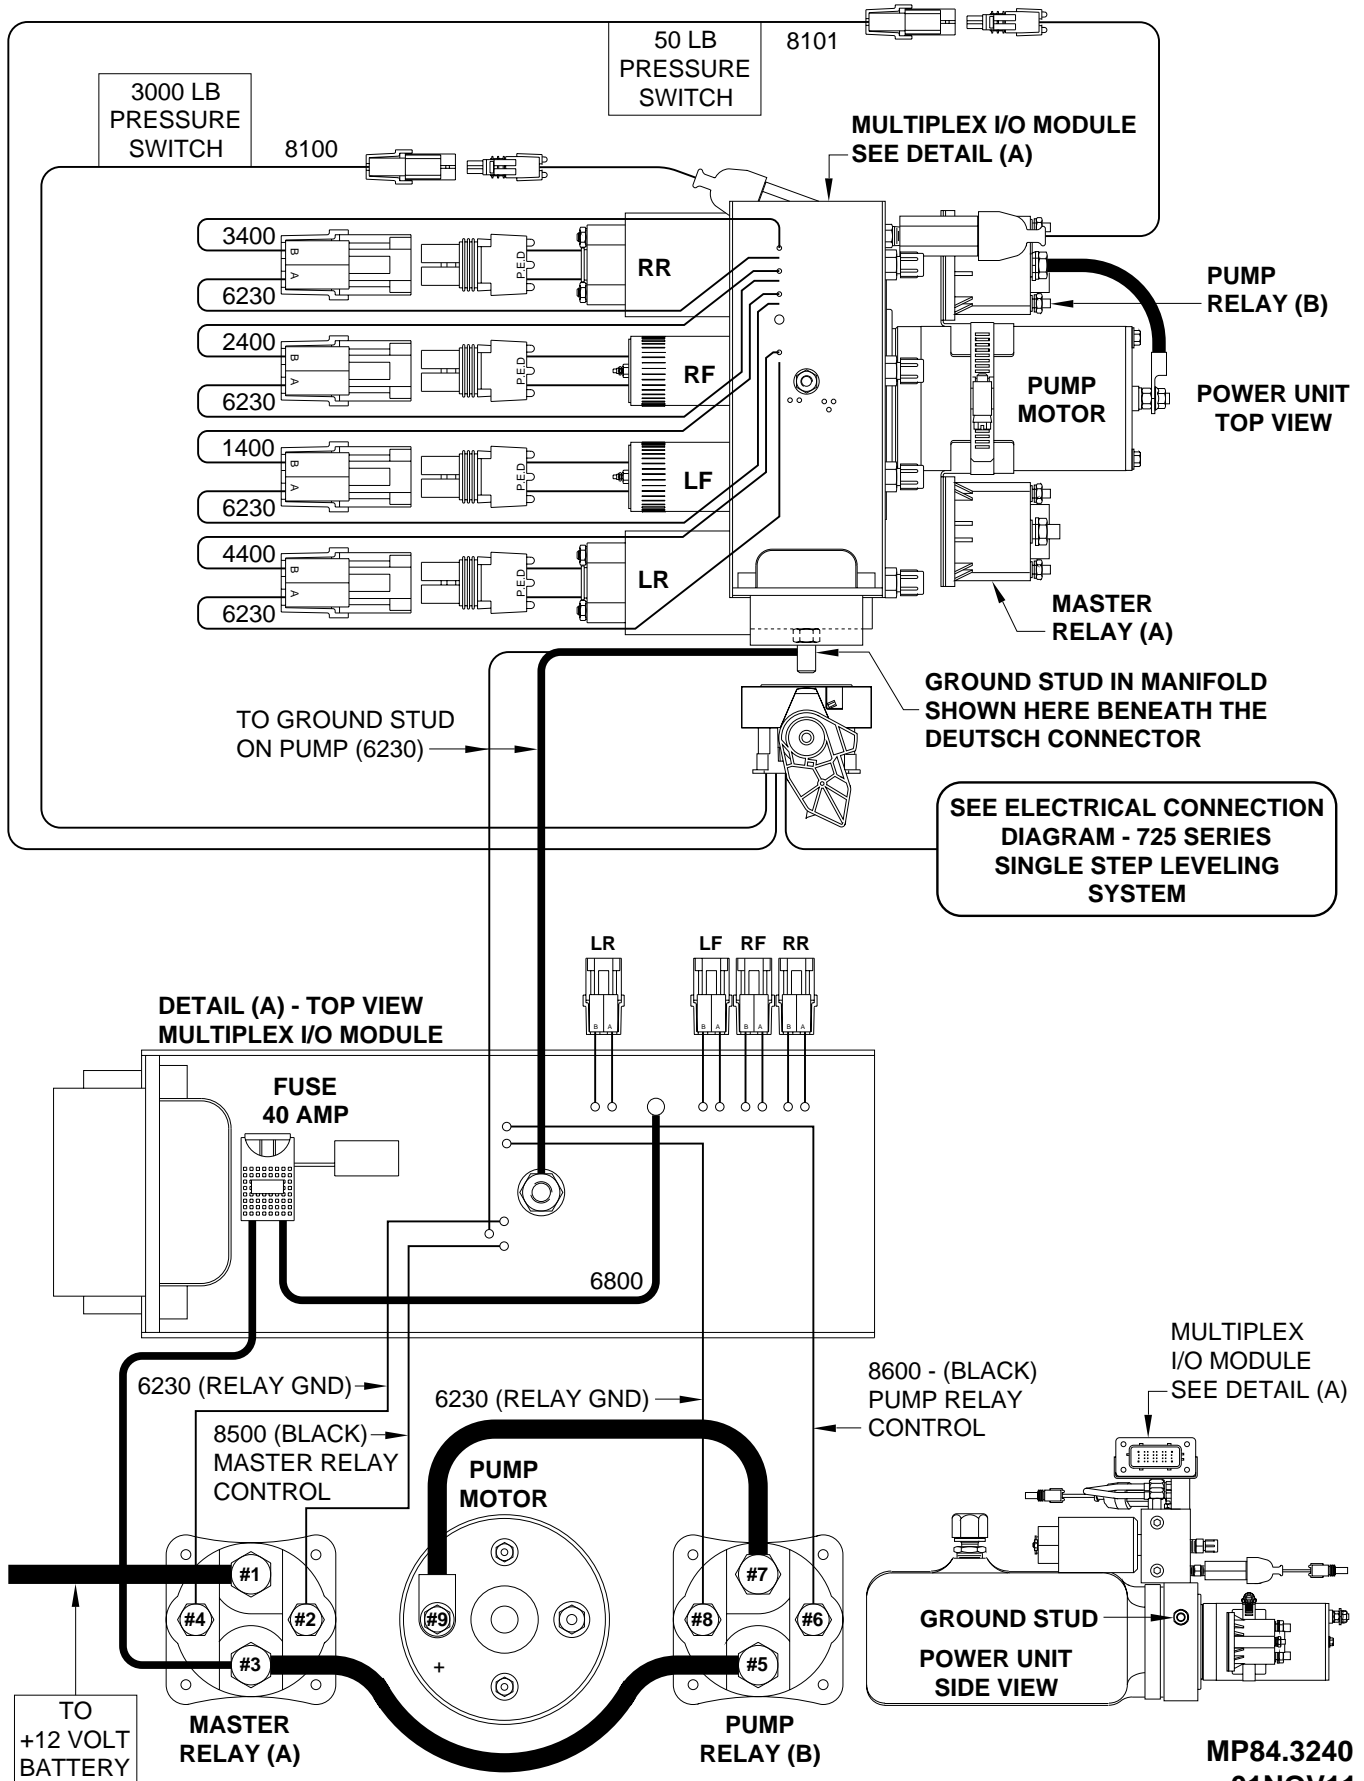 50 LB
PRESSURE
SWITCH
8101
3000 LB
PRESSURE
SWITCH
8100
MULTIPLEX I/O MODULE
SEE DETAIL (A)
3400
B
A
6230
PED
RR
PUMP
RELAY (B)
2400
B
A
6230
PED
RF
PUMP
MOTOR
POWER UNIT
TOP VIEW
1400
B
A
6230
PED
LF
4400
B
A
6230
PED
LR
MASTER
RELAY (A)
TO GROUND STUD
ON PUMP (6230)
GROUND STUD IN MANIFOLD
SHOWN HERE BENEATH THE
DEUTSCH CONNECTOR
SEE ELECTRICAL CONNECTION
DIAGRAM - 725 SERIES
SINGLE STEP LEVELING
SYSTEM
LR LF RF RR
B A B A B A B A
DETAIL (A) - TOP VIEW
MULTIPLEX I/O MODULE
FUSE
40 AMP
6800
6230 (RELAY GND)
8500 (BLACK)
MASTER RELAY
CONTROL
6230 (RELAY GND)
8600 - (BLACK)
PUMP RELAY
CONTROL
MULTIPLEX
I/O MODULE
SEE DETAIL (A)
PUMP
MOTOR
#1
#4 #2
#3
#9
+
#7
#8 #6
#5
GROUND STUD
POWER UNIT
SIDE VIEW
TO
+12 VOLT
BATTERY
MASTER
RELAY (A)
PUMP
RELAY (B)
MP84.3240
01NOV11